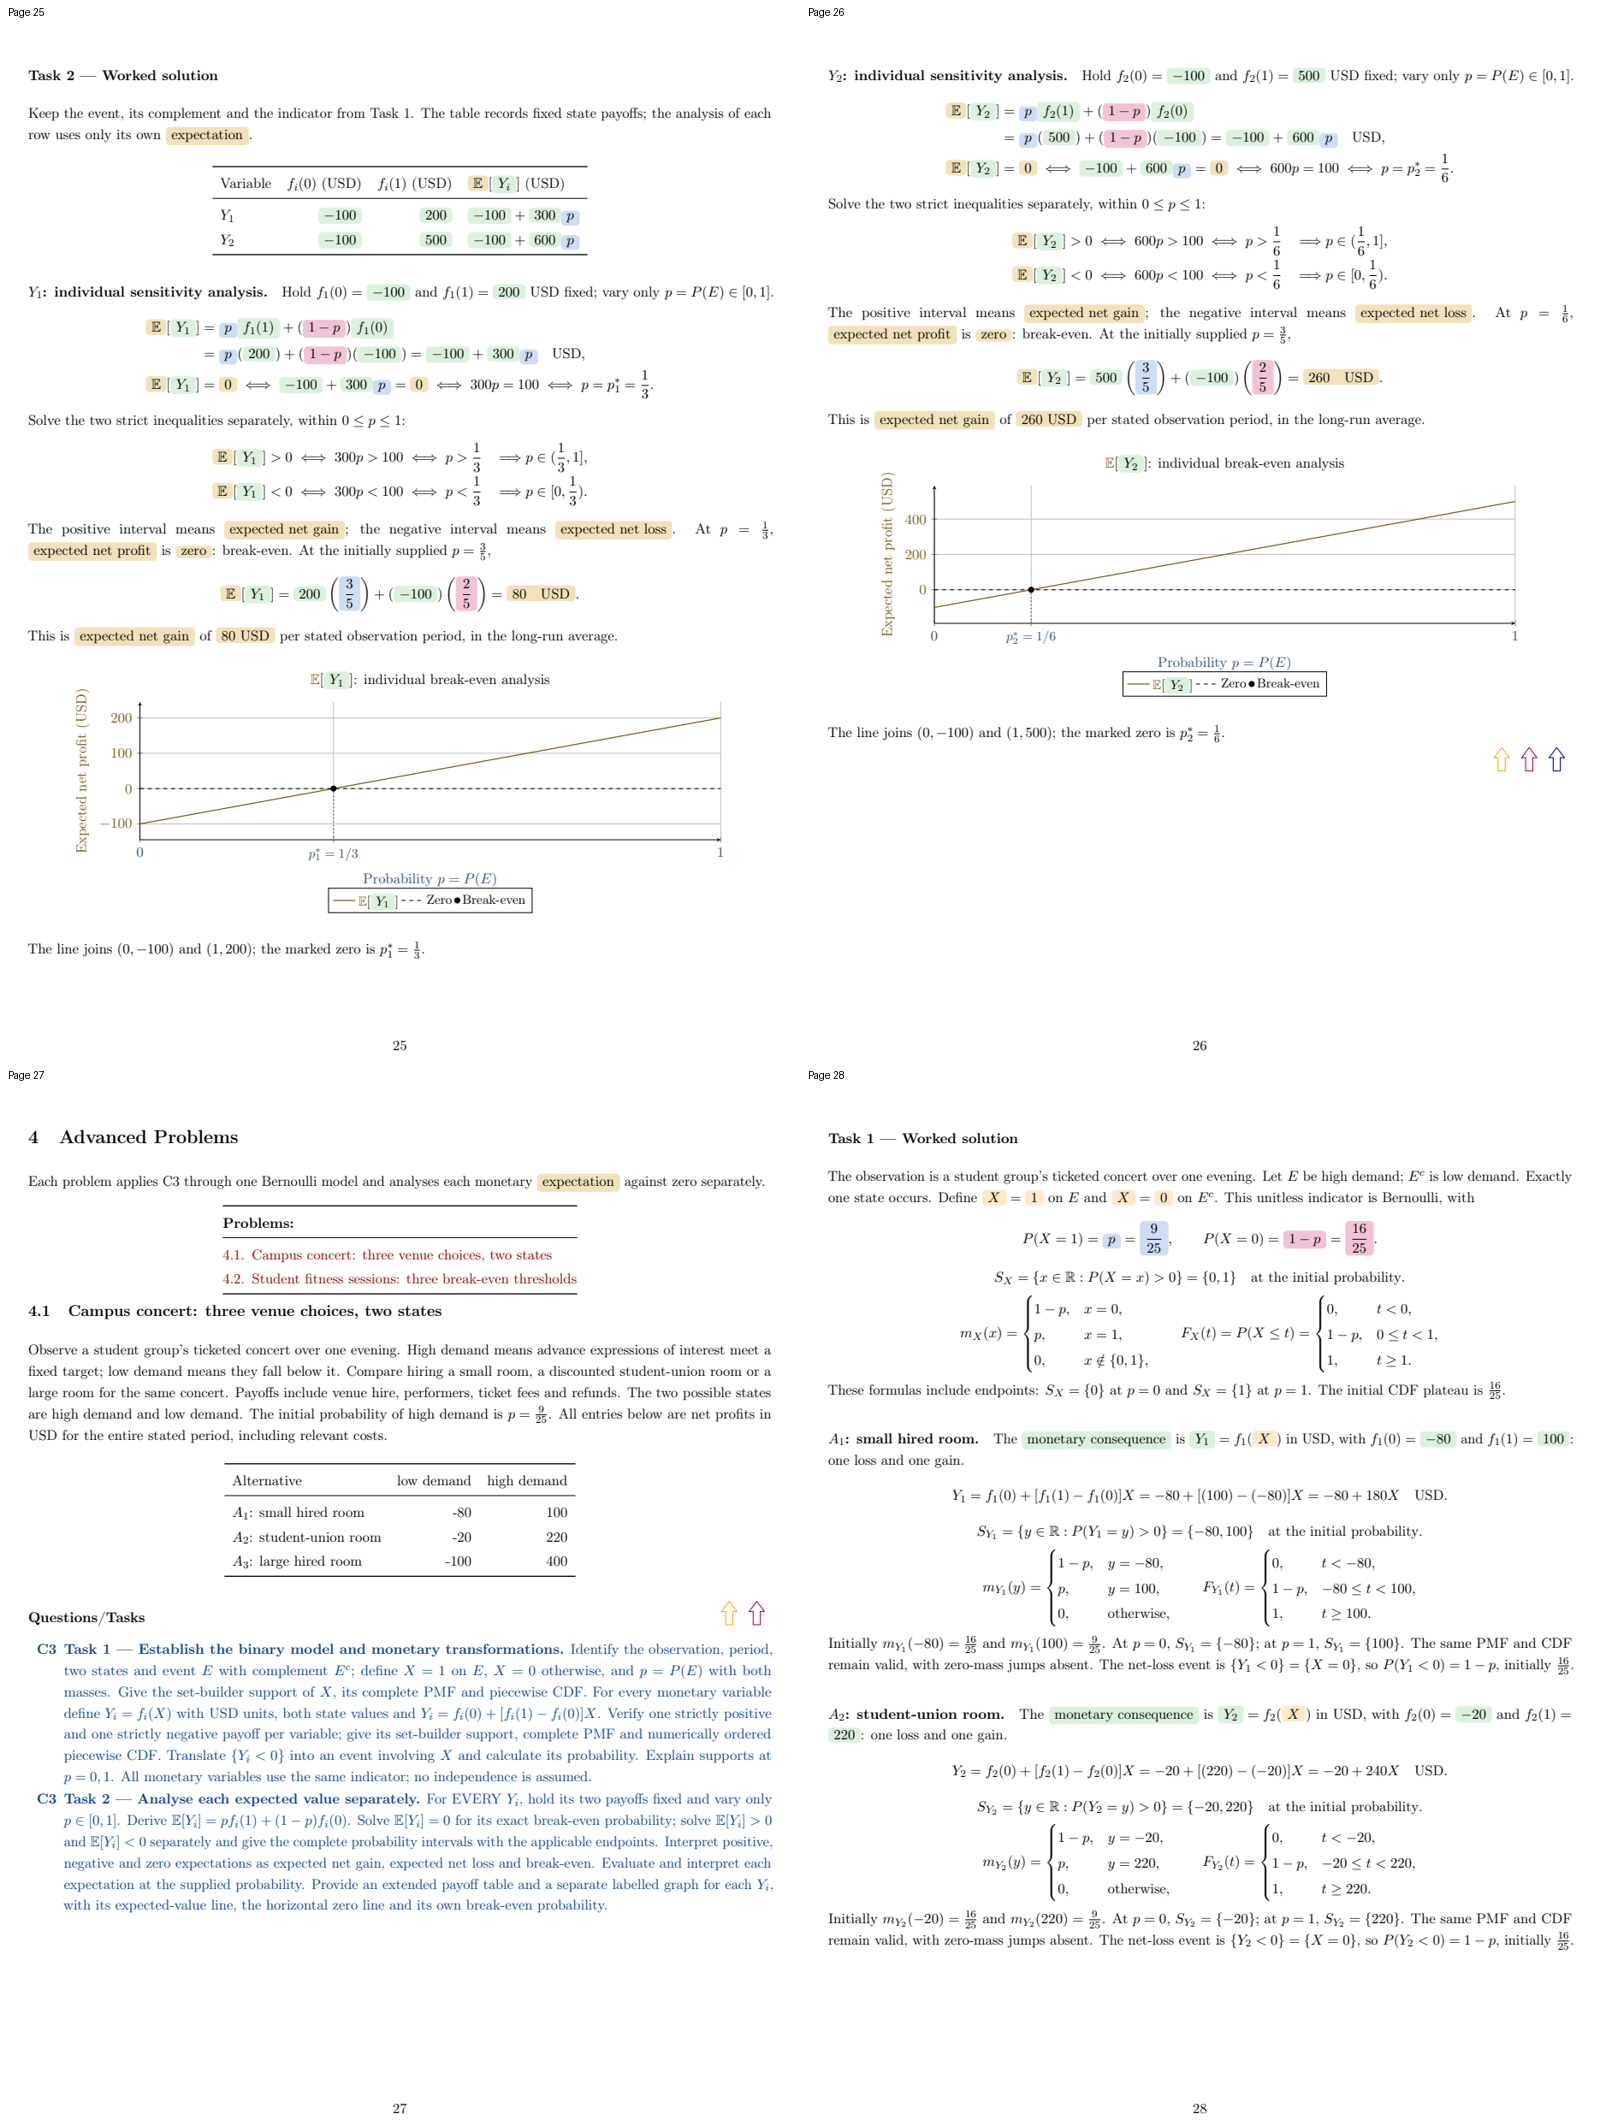 Page 25
Task 2 — Worked solution
Keep the event, its complement and the indicator from Task 1. The table records fixed state payoffs; the analysis of each
row uses only its own expectation .
Variable f_i(0) (USD) f_i(1) (USD) 𝔼[ Y_i ] (USD)
Y_1 −100 200 −100 + 300 p
Y_2 −100 500 −100 + 600 p
Y_1: individual sensitivity analysis. Hold f_1(0) = −100 and f_1(1) = 200 USD fixed; vary only p = P(E) ∈ [0, 1].
𝔼[ Y_1 ] = p f_1(1) + ( 1 − p ) f_1(0)
= p ( 200 ) + ( 1 − p )( −100 ) = −100 + 300 p USD,
𝔼[ Y_1 ] = 0 ⟺ −100 + 300 p = 0 ⟺ 300p = 100 ⟺ p = p_1^* = 1/3.
Solve the two strict inequalities separately, within 0 ≤ p ≤ 1:
𝔼[ Y_1 ] > 0 ⟺ 300p > 100 ⟺ p > 1/3 ⟹ p ∈ (1/3, 1],
𝔼[ Y_1 ] < 0 ⟺ 300p < 100 ⟺ p < 1/3 ⟹ p ∈ [0, 1/3).
The positive interval means expected net gain ; the negative interval means expected net loss . At p = 1/3,
expected net profit is zero : break-even. At the initially supplied p = 3/5,
𝔼[ Y_1 ] = 200 (3/5) + ( −100 ) (2/5) = 80 USD .
This is expected net gain of 80 USD per stated observation period, in the long-run average.
𝔼[ Y_1 ]: individual break-even analysis
Expected net profit (USD)
200
100
0
−100
0 p_1^* = 1/3 1
Probability p = P(E)
𝔼[ Y_1 ] Zero Break-even
The line joins (0, −100) and (1, 200); the marked zero is p_1^* = 1/3.
25
Page 26
Y_2: individual sensitivity analysis. Hold f_2(0) = −100 and f_2(1) = 500 USD fixed; vary only p = P(E) ∈ [0, 1].
𝔼[ Y_2 ] = p f_2(1) + ( 1 − p ) f_2(0)
= p ( 500 ) + ( 1 − p )( −100 ) = −100 + 600 p USD,
𝔼[ Y_2 ] = 0 ⟺ −100 + 600 p = 0 ⟺ 600p = 100 ⟺ p = p_2^* = 1/6.
Solve the two strict inequalities separately, within 0 ≤ p ≤ 1:
𝔼[ Y_2 ] > 0 ⟺ 600p > 100 ⟺ p > 1/6 ⟹ p ∈ (1/6, 1],
𝔼[ Y_2 ] < 0 ⟺ 600p < 100 ⟺ p < 1/6 ⟹ p ∈ [0, 1/6).
The positive interval means expected net gain ; the negative interval means expected net loss . At p = 1/6,
expected net profit is zero : break-even. At the initially supplied p = 3/5,
𝔼[ Y_2 ] = 500 (3/5) + ( −100 ) (2/5) = 260 USD .
This is expected net gain of 260 USD per stated observation period, in the long-run average.
𝔼[ Y_2 ]: individual break-even analysis
Expected net profit (USD)
400
200
0
0 p_2^* = 1/6 1
Probability p = P(E)
𝔼[ Y_2 ] Zero Break-even
The line joins (0, −100) and (1, 500); the marked zero is p_2^* = 1/6.
26
Page 27
4 Advanced Problems
Each problem applies C3 through one Bernoulli model and analyses each monetary expectation against zero separately.
Problems:
4.1. Campus concert: three venue choices, two states
4.2. Student fitness sessions: three break-even thresholds
4.1 Campus concert: three venue choices, two states
Observe a student group's ticketed concert over one evening. High demand means advance expressions of interest meet a
fixed target; low demand means they fall below it. Compare hiring a small room, a discounted student-union room or a
large room for the same concert. Payoffs include venue hire, performers, ticket fees and refunds. The two possible states
are high demand and low demand. The initial probability of high demand is p = 9/25. All entries below are net profits in
USD for the entire stated period, including relevant costs.
Alternative low demand high demand
A_1: small hired room -80 100
A_2: student-union room -20 220
A_3: large hired room -100 400
Questions/Tasks
C3 Task 1 — Establish the binary model and monetary transformations. Identify the observation, period,
two states and event E with complement E^c; define X = 1 on E, X = 0 otherwise, and p = P(E) with both
masses. Give the set-builder support of X, its complete PMF and piecewise CDF. For every monetary variable
define Y_i = f_i(X) with USD units, both state values and Y_i = f_i(0) + [f_i(1) − f_i(0)]X. Verify one strictly positive
and one strictly negative payoff per variable; give its set-builder support, complete PMF and numerically ordered
piecewise CDF. Translate {Y_i < 0} into an event involving X and calculate its probability. Explain supports at
p = 0, 1. All monetary variables use the same indicator; no independence is assumed.
C3 Task 2 — Analyse each expected value separately. For EVERY Y_i, hold its two payoffs fixed and vary only
p ∈ [0, 1]. Derive 𝔼[Y_i] = pf_i(1) + (1 − p)f_i(0). Solve 𝔼[Y_i] = 0 for its exact break-even probability; solve 𝔼[Y_i] > 0
and 𝔼[Y_i] < 0 separately and give the complete probability intervals with the applicable endpoints. Interpret positive,
negative and zero expectations as expected net gain, expected net loss and break-even. Evaluate and interpret each
expectation at the supplied probability. Provide an extended payoff table and a separate labelled graph for each Y_i,
with its expected-value line, the horizontal zero line and its own break-even probability.
27
Page 28
Task 1 — Worked solution
The observation is a student group's ticketed concert over one evening. Let E be high demand; E^c is low demand. Exactly
one state occurs. Define X = 1 on E and X = 0 on E^c. This unitless indicator is Bernoulli, with
P(X = 1) = p = 9/25 , P(X = 0) = 1 − p = 16/25 .
S_X = {x ∈ ℝ : P(X = x) > 0} = {0, 1} at the initial probability.
m_X(x) = { 1 − p, x = 0, p, x = 1, 0, x ∉ {0, 1}, F_X(t) = P(X ≤ t) = { 0, t < 0, 1 − p, 0 ≤ t < 1, 1, t ≥ 1.
These formulas include endpoints: S_X = {0} at p = 0 and S_X = {1} at p = 1. The initial CDF plateau is 16/25.
A_1: small hired room. The monetary consequence is Y_1 = f_1( X ) in USD, with f_1(0) = −80 and f_1(1) = 100 :
one loss and one gain.
Y_1 = f_1(0) + [f_1(1) − f_1(0)]X = −80 + [(100) − (−80)]X = −80 + 180X USD.
S_{Y_1} = {y ∈ ℝ : P(Y_1 = y) > 0} = {−80, 100} at the initial probability.
m_{Y_1}(y) = { 1 − p, y = −80, p, y = 100, 0, otherwise, F_{Y_1}(t) = { 0, t < −80, 1 − p, −80 ≤ t < 100, 1, t ≥ 100.
Initially m_{Y_1}(−80) = 16/25 and m_{Y_1}(100) = 9/25. At p = 0, S_{Y_1} = {−80}; at p = 1, S_{Y_1} = {100}. The same PMF and CDF
remain valid, with zero-mass jumps absent. The net-loss event is {Y_1 < 0} = {X = 0}, so P(Y_1 < 0) = 1 − p, initially 16/25.
A_2: student-union room. The monetary consequence is Y_2 = f_2( X ) in USD, with f_2(0) = −20 and f_2(1) =
220 : one loss and one gain.
Y_2 = f_2(0) + [f_2(1) − f_2(0)]X = −20 + [(220) − (−20)]X = −20 + 240X USD.
S_{Y_2} = {y ∈ ℝ : P(Y_2 = y) > 0} = {−20, 220} at the initial probability.
m_{Y_2}(y) = { 1 − p, y = −20, p, y = 220, 0, otherwise, F_{Y_2}(t) = { 0, t < −20, 1 − p, −20 ≤ t < 220, 1, t ≥ 220.
Initially m_{Y_2}(−20) = 16/25 and m_{Y_2}(220) = 9/25. At p = 0, S_{Y_2} = {−20}; at p = 1, S_{Y_2} = {220}. The same PMF and CDF
remain valid, with zero-mass jumps absent. The net-loss event is {Y_2 < 0} = {X = 0}, so P(Y_2 < 0) = 1 − p, initially 16/25.
28